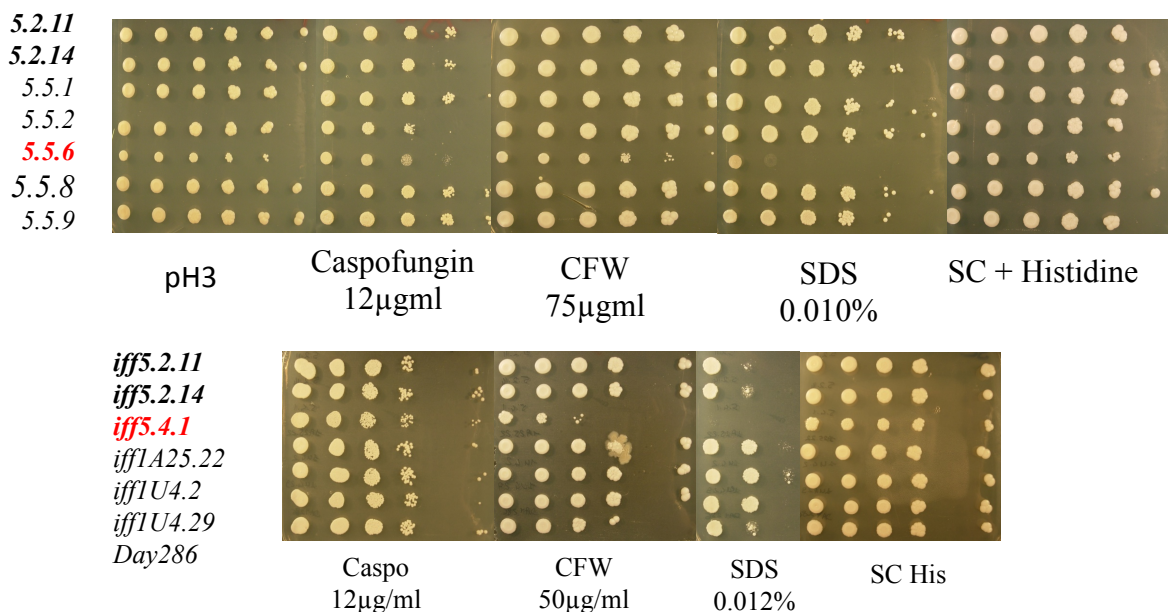 5.2.11
5.2.14
5.5.1
5.5.2
5.5.6
5.5.8
5.5.9
pH3
Caspofungin
12µgml
CFW
75µgml
SDS
0.010%
SC + Histidine
iff5.2.11
iff5.2.14
iff5.4.1
iff1A25.22
iff1U4.2
iff1U4.29
Day286
Caspo
12µg/ml
CFW
50µg/ml
SDS
0.012%
SC His